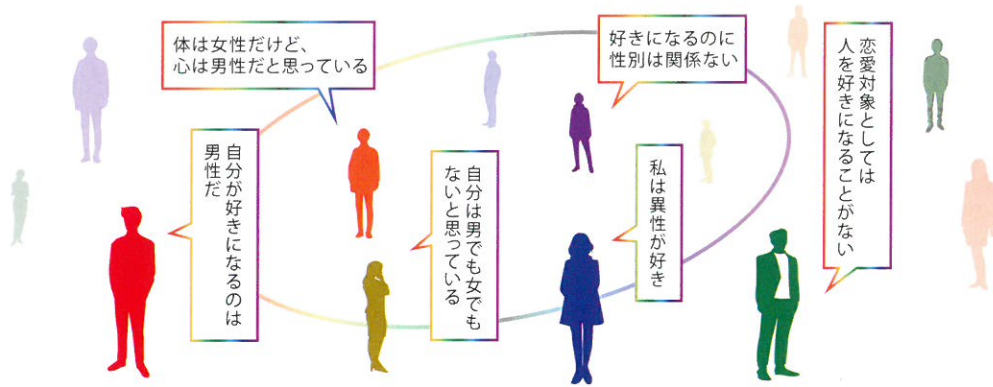 体は女性だけど、
心は男性だと思っている
好きになるのに
性別は関係ない
恋愛対象としては
人を好きになることがない
自分が好きになるのは
男性だ
自分は男でも女でも
ないと思っている
私は異性が好き